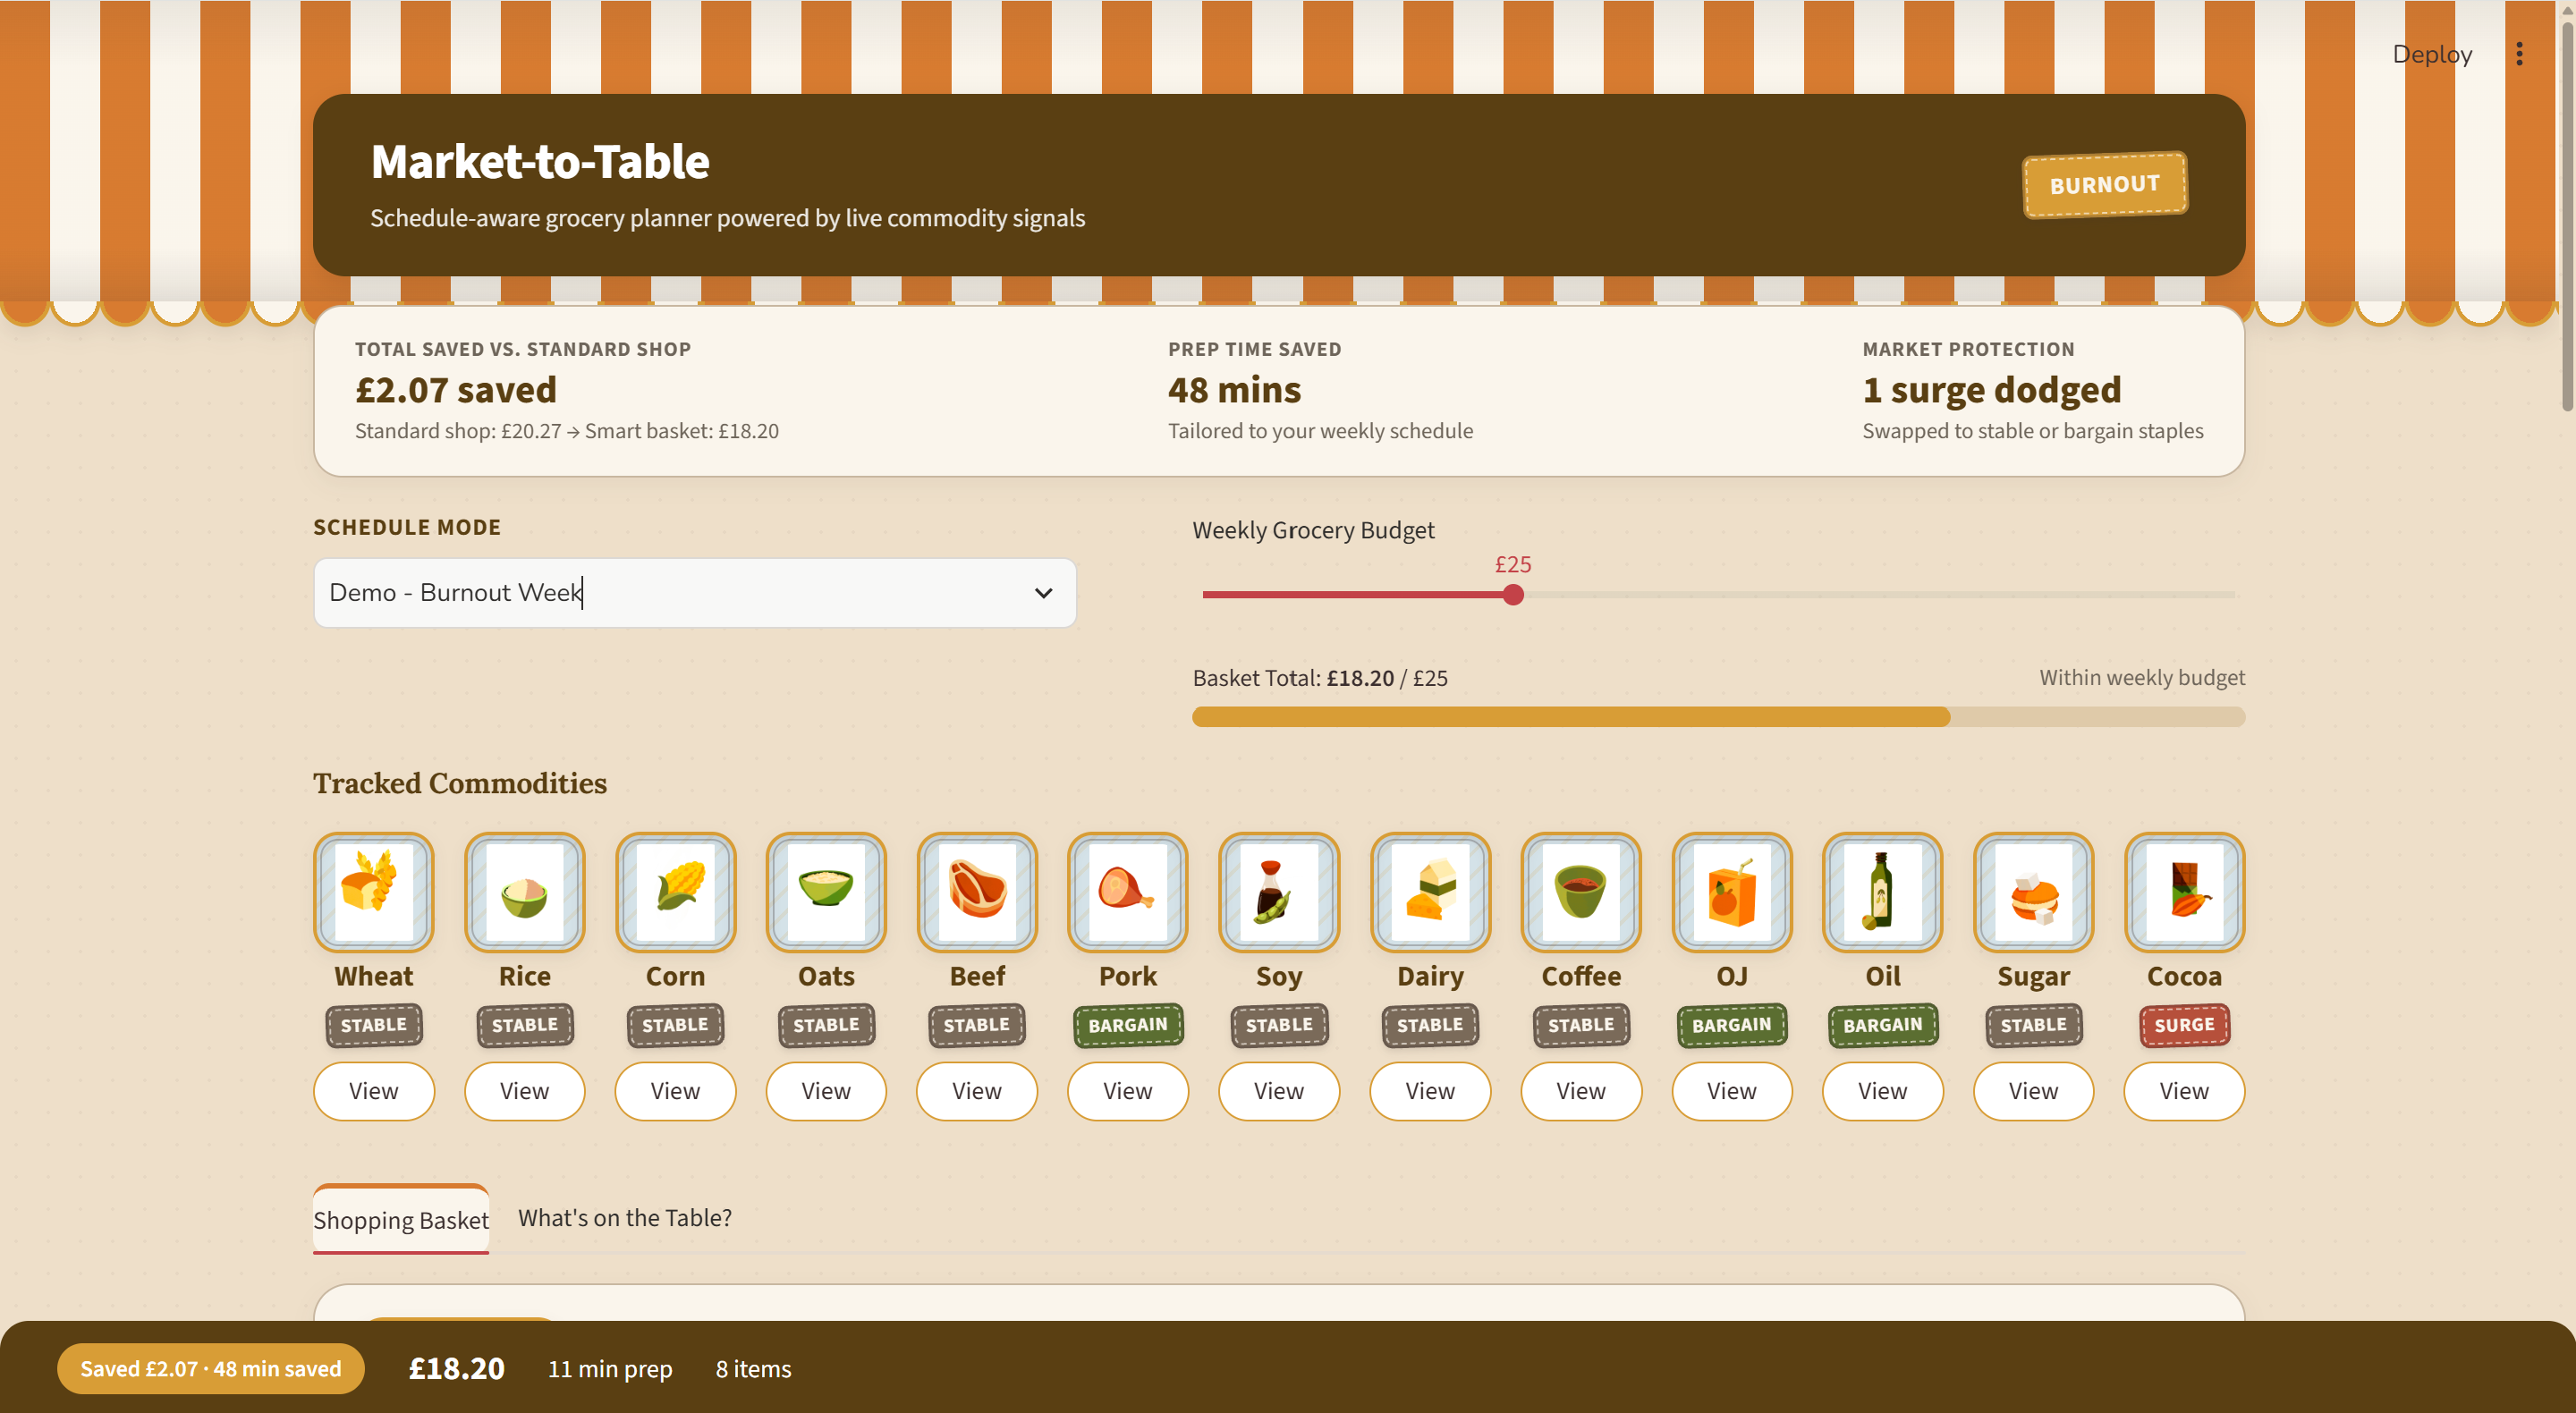 Deploy
Market-to-Table
Schedule-aware grocery planner powered by live commodity signals
BURNOUT
TOTAL SAVED VS. STANDARD SHOP
£2.07 saved
Standard shop: £20.27 → Smart basket: £18.20
PREP TIME SAVED
48 mins
Tailored to your weekly schedule
MARKET PROTECTION
1 surge dodged
Swapped to stable or bargain staples
SCHEDULE MODE
Demo - Burnout Week
Weekly Grocery Budget
£25
Basket Total: £18.20 / £25
Within weekly budget
Tracked Commodities
Wheat Rice Corn Oats Beef Pork Soy Dairy Coffee OJ Oil Sugar Cocoa
STABLE STABLE STABLE STABLE STABLE BARGAIN STABLE STABLE STABLE BARGAIN BARGAIN STABLE SURGE
View View View View View View View View View View View View View
Shopping Basket What's on the Table?
Saved £2.07 · 48 min saved £18.20 11 min prep 8 items